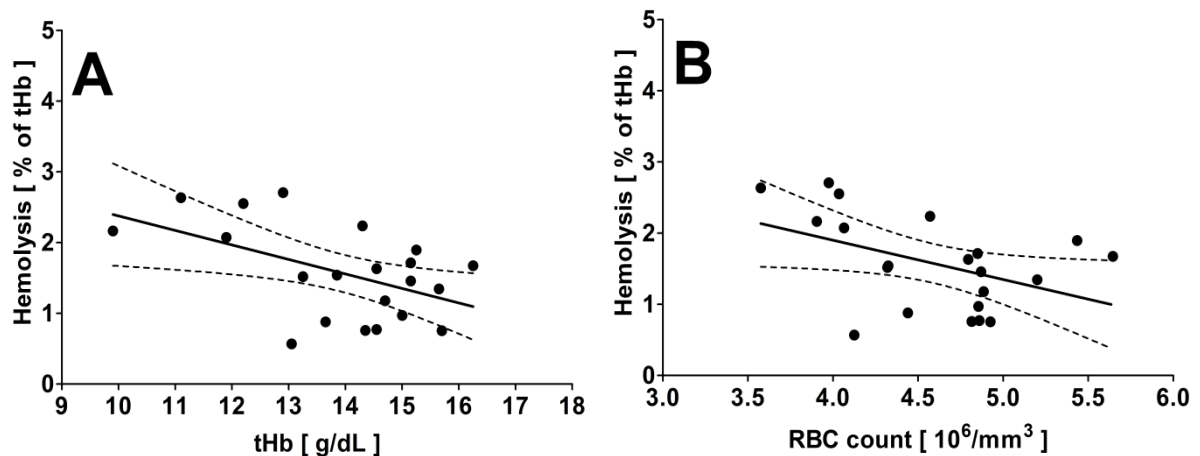 A
Hemolysis [ % of tHb ]
5
4
3
2
1
0
9 10 11 12 13 14 15 16 17 18
tHb [ g/dL ]
B
Hemolysis [ % of tHb ]
5
4
3
2
1
0
3.0 3.5 4.0 4.5 5.0 5.5 6.0
RBC count [ 10⁶/mm³ ]